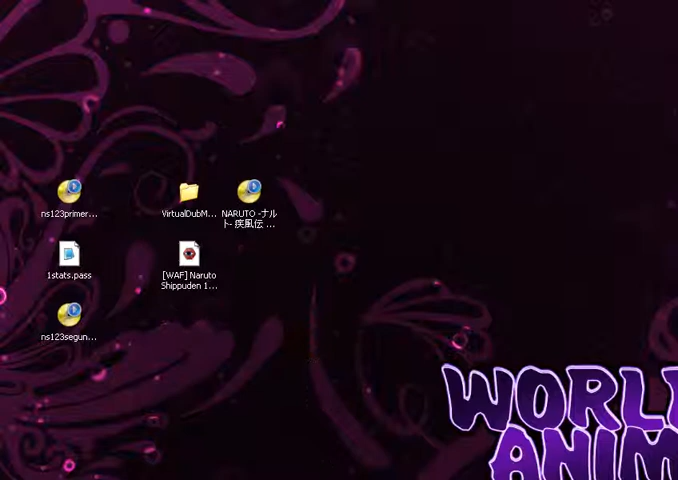 ns123primer...
VirtualDubM...
NARUTO -ナル
ト- 疾風伝 ...
1stats.pass
[WAF] Naruto
Shippuden 1...
ns123segun...
WORL
ANIM